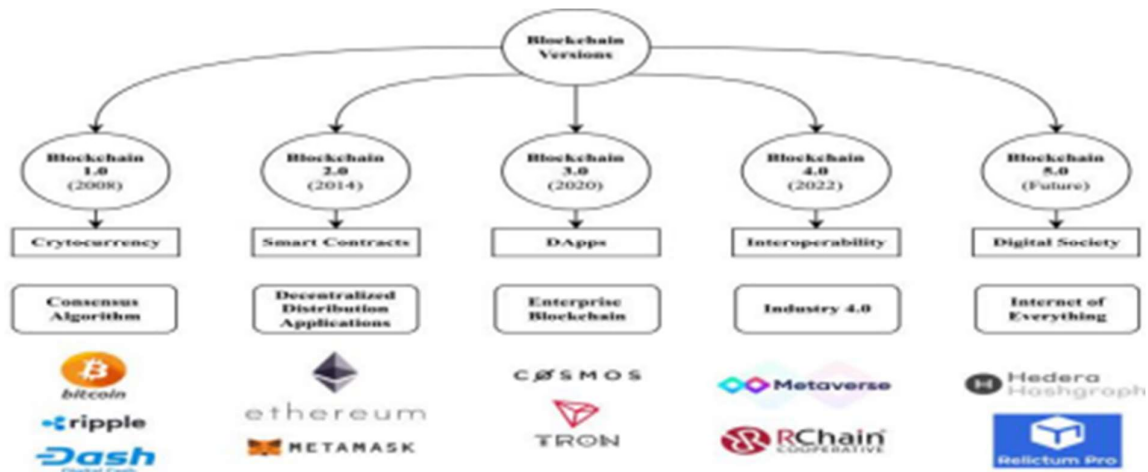 Blockchain
Versions
Blockchain
1.0
(2008)
Blockchain
2.0
(2014)
Blockchain
3.0
(2020)
Blockchain
4.0
(2022)
Blockchain
5.0
(Future)
Crytocurrency
Smart Contracts
DApps
Interoperability
Digital Society
Consensus
Algorithm
Decentralized
Distribution
Applications
Enterprise
Blockchain
Industry 4.0
Internet of
Everything
bitcoin
ripple
Dash
Digital Cash
ethereum
METAMASK
COSMOS
TRON
Metaverse
RChain
COOPERATIVE
H
Hedera
Hashgraph
Relictum Pro